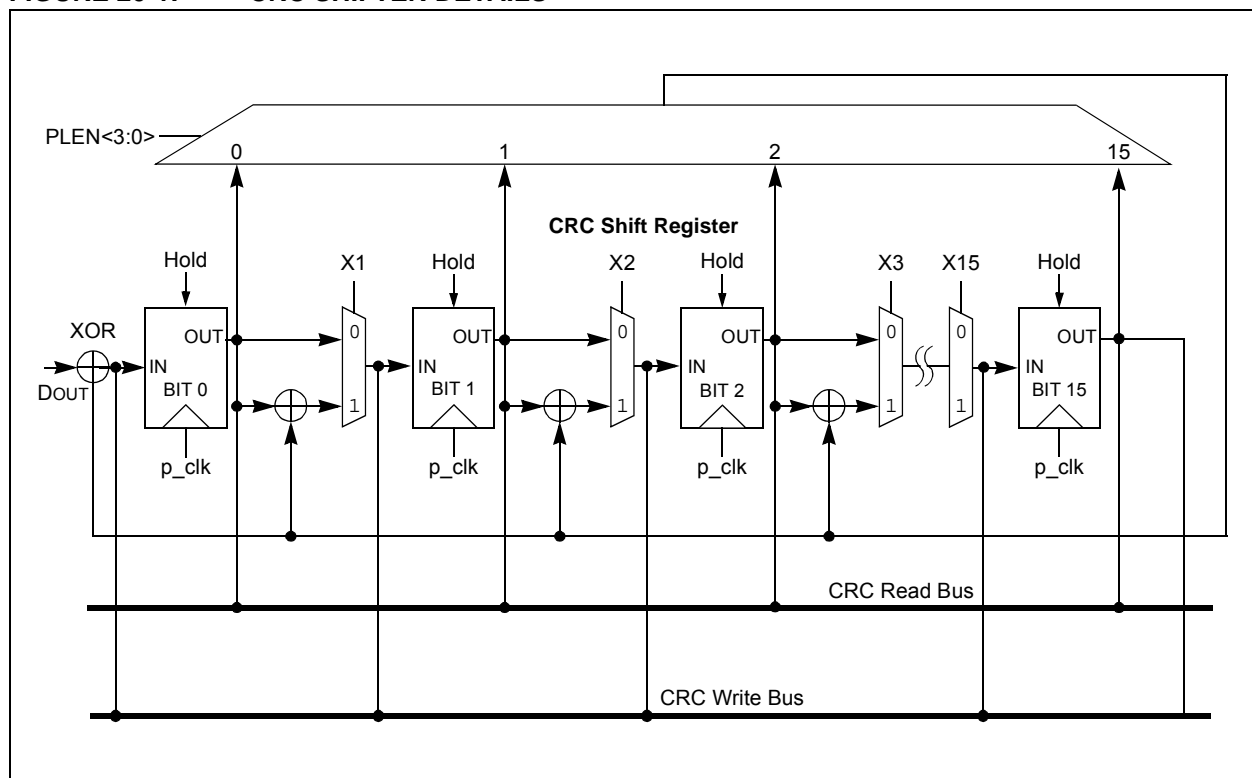 PLEN<3:0>
0 1 2 15
CRC Shift Register
Hold X1 Hold X2 Hold X3 X15 Hold
XOR
OUT 0 OUT 0 OUT 0 0 OUT
IN IN IN IN
DOUT
BIT 0 1 BIT 1 1 BIT 2 1 1 BIT 15
p_clk p_clk p_clk p_clk
CRC Read Bus
CRC Write Bus